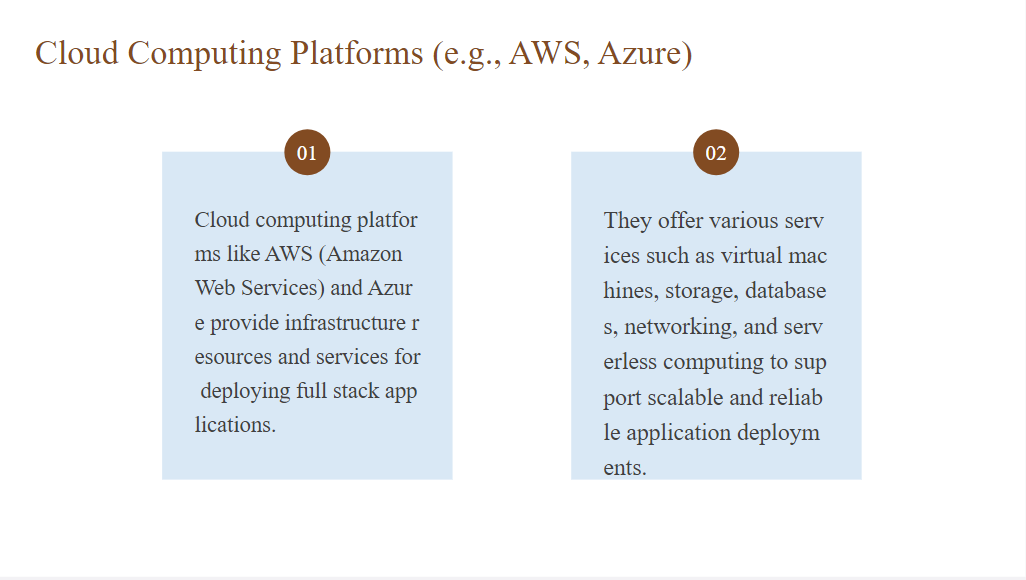 Cloud Computing Platforms (e.g., AWS, Azure)
01
Cloud computing platfor
ms like AWS (Amazon
Web Services) and Azur
e provide infrastructure r
esources and services for
deploying full stack app
lications.
02
They offer various serv
ices such as virtual mac
hines, storage, database
s, networking, and serv
erless computing to sup
port scalable and reliab
le application deploym
ents.